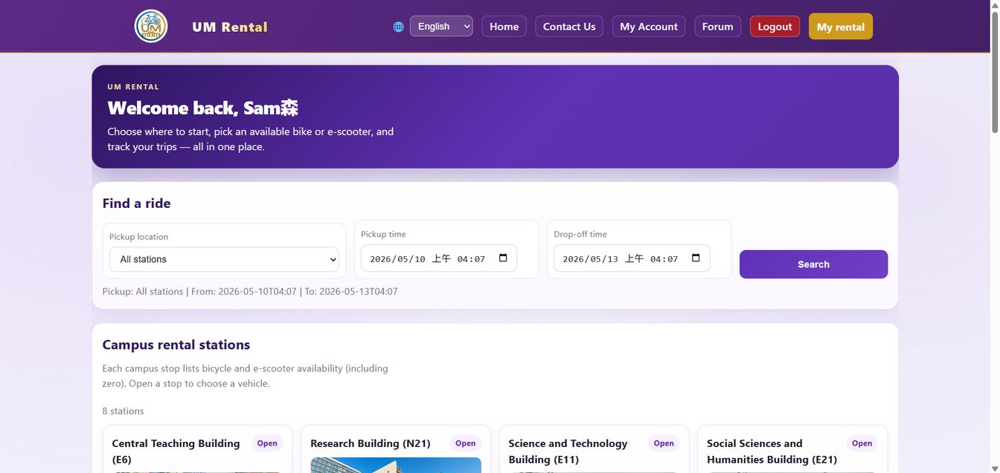 UM
UM Rental
English
Home
Contact Us
My Account
Forum
Logout
My rental
UM RENTAL
Welcome back, Sam森
Choose where to start, pick an available bike or e-scooter, and
track your trips — all in one place.
Find a ride
Pickup location
All stations
Pickup time
2026/05/10 上午 04:07
Drop-off time
2026/05/13 上午 04:07
Search
Pickup: All stations | From: 2026-05-10T04:07 | To: 2026-05-13T04:07
Campus rental stations
Each campus stop lists bicycle and e-scooter availability (including
zero). Open a stop to choose a vehicle.
8 stations
Central Teaching Building
(E6)
Open
Research Building (N21)
Open
Science and Technology
Building (E11)
Open
Social Sciences and
Humanities Building (E21)
Open